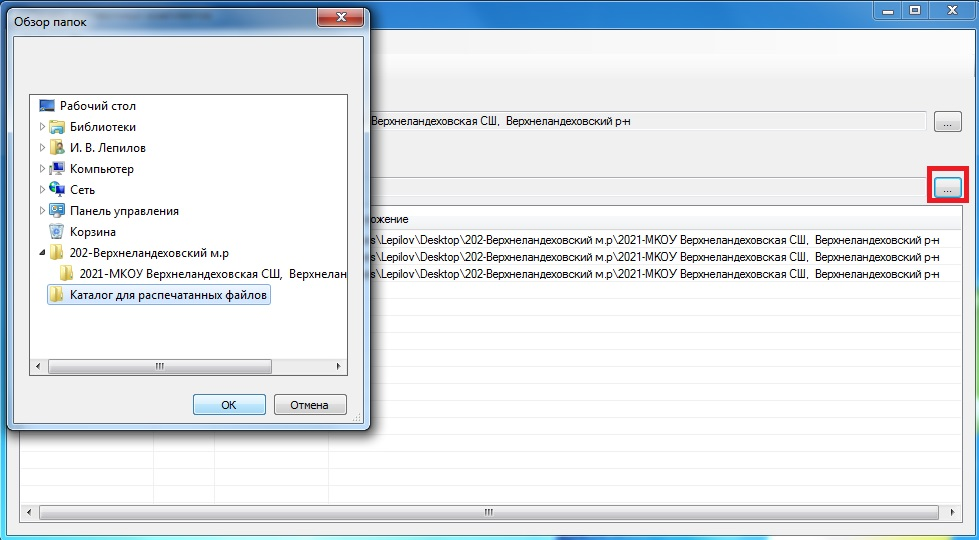 Обзор папок
Рабочий стол
Библиотеки
И. В. Лепилов
Компьютер
Сеть
Панель управления
Корзина
202-Верхнеландеховский м.р
2021-МКОУ Верхнеландеховская СШ, Верхнелан
Каталог для распечатанных файлов
ОК
Отмена
Верхнеландеховская СШ, Верхнеландеховский р-н
...
...
ожение
s\Lepilov\Desktop\202-Верхнеландеховский м.р\2021-МКОУ Верхнеландеховская СШ, Верхнеландеховский р-н
s\Lepilov\Desktop\202-Верхнеландеховский м.р\2021-МКОУ Верхнеландеховская СШ, Верхнеландеховский р-н
s\Lepilov\Desktop\202-Верхнеландеховский м.р\2021-МКОУ Верхнеландеховская СШ, Верхнеландеховский р-н